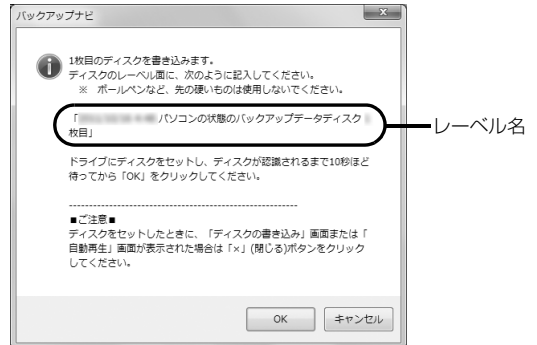 バックアップナビ
1枚目のディスクを書き込みます。
ディスクのレーベル面に、次のように記入してください。
※ ボールペンなど、先の硬いものは使用しないでください。
「 パソコンの状態のバックアップデータディスク
枚目」
レーベル名
ドライブにディスクをセットし、ディスクが認識されるまで10秒ほど
待ってから「OK」をクリックしてください。
------------------------------------------------------------
■ご注意■
ディスクをセットしたときに、「ディスクの書き込み」画面または「
自動再生」画面が表示された場合は「×」(閉じる)ボタンをクリック
してください。
OK キャンセル